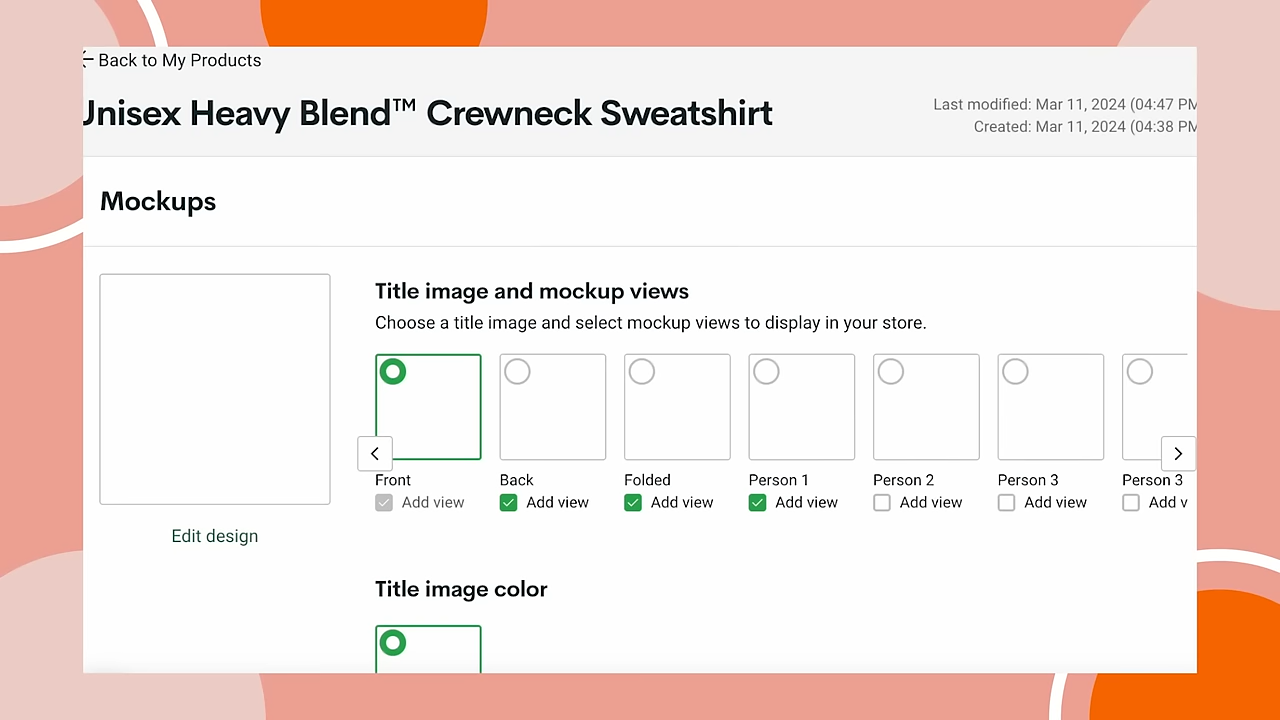 Back to My Products
Unisex Heavy Blend™ Crewneck Sweatshirt
Last modified: Mar 11, 2024 (04:47 PM
Created: Mar 11, 2024 (04:38 PM
Mockups
Title image and mockup views
Choose a title image and select mockup views to display in your store.
Front Back Folded Person 1 Person 2 Person 3 Person 3
Add view Add view Add view Add view Add view Add view Add v
Edit design
Title image color